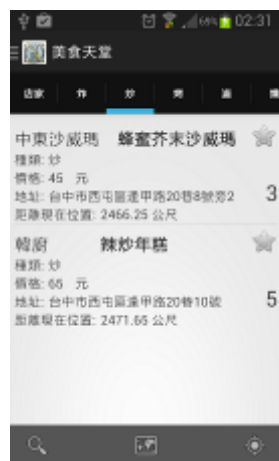 68% 02:31
美食天堂
店家 炸 炒 烤 滷
中東沙威瑪 蜂蜜芥末沙威瑪
種類: 炒
價格: 45 元
地址: 台中市西屯區逢甲路20巷8號旁2
距離現在位置: 2466.25 公尺
3
韓廚 辣炒年糕
種類: 炒
價格: 65 元
地址: 台中市西屯區逢甲路20巷10號
距離現在位置: 2471.65 公尺
5